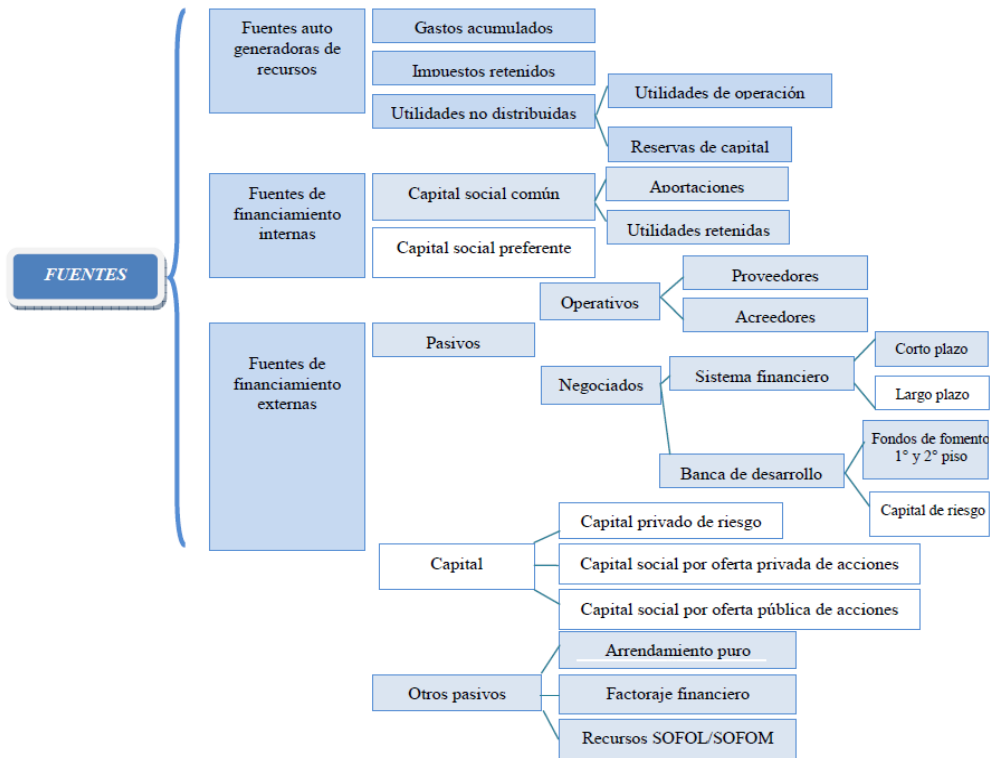 FUENTES
Fuentes auto
generadoras de
recursos
Gastos acumulados
Impuestos retenidos
Utilidades no distribuidas
Utilidades de operación
Reservas de capital
Fuentes de
financiamiento
internas
Capital social común
Aportaciones
Utilidades retenidas
Capital social preferente
Fuentes de
financiamiento
externas
Pasivos
Operativos
Proveedores
Acreedores
Negociados
Sistema financiero
Corto plazo
Largo plazo
Banca de desarrollo
Fondos de fomento
1° y 2° piso
Capital de riesgo
Capital
Capital privado de riesgo
Capital social por oferta privada de acciones
Capital social por oferta pública de acciones
Otros pasivos
Arrendamiento puro
Factoraje financiero
Recursos SOFOL/SOFOM